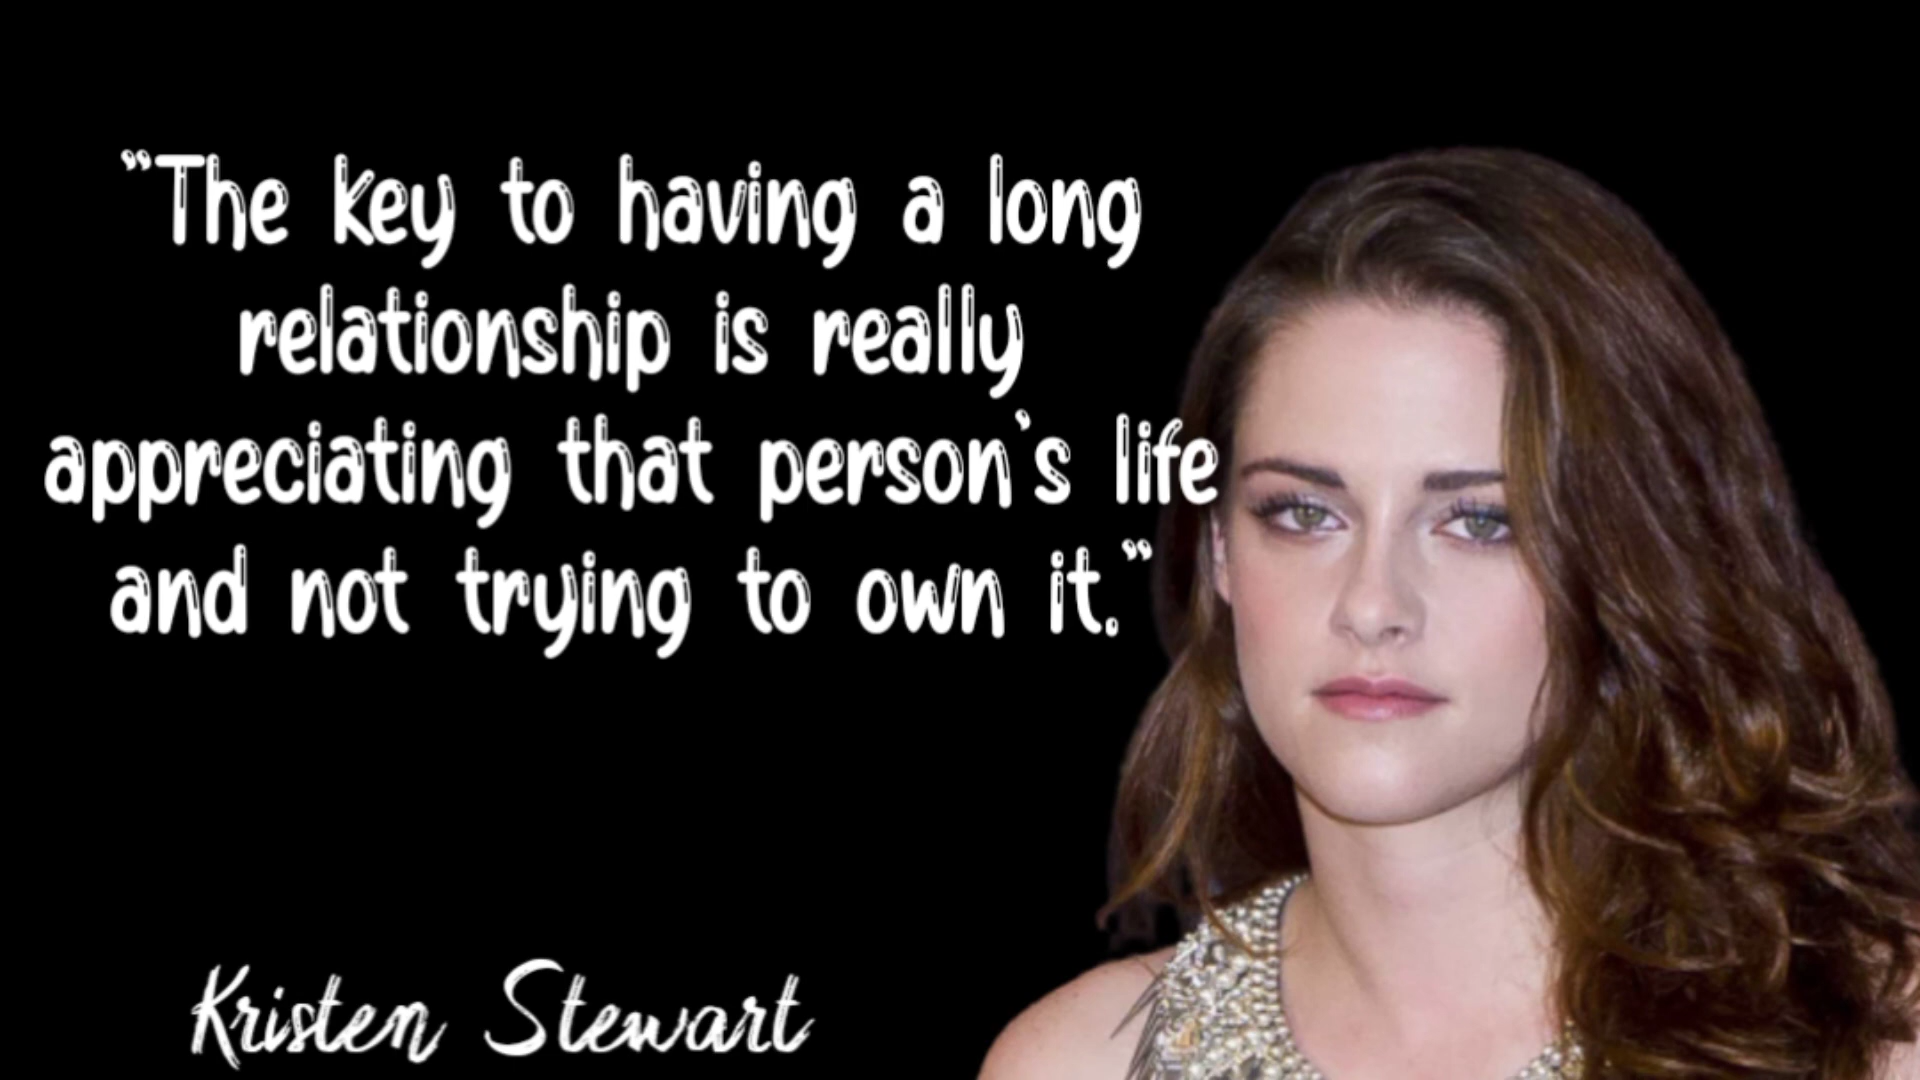 "The key to having a long
relationship is really
appreciating that person's life
and not trying to own it."
Kristen Stewart